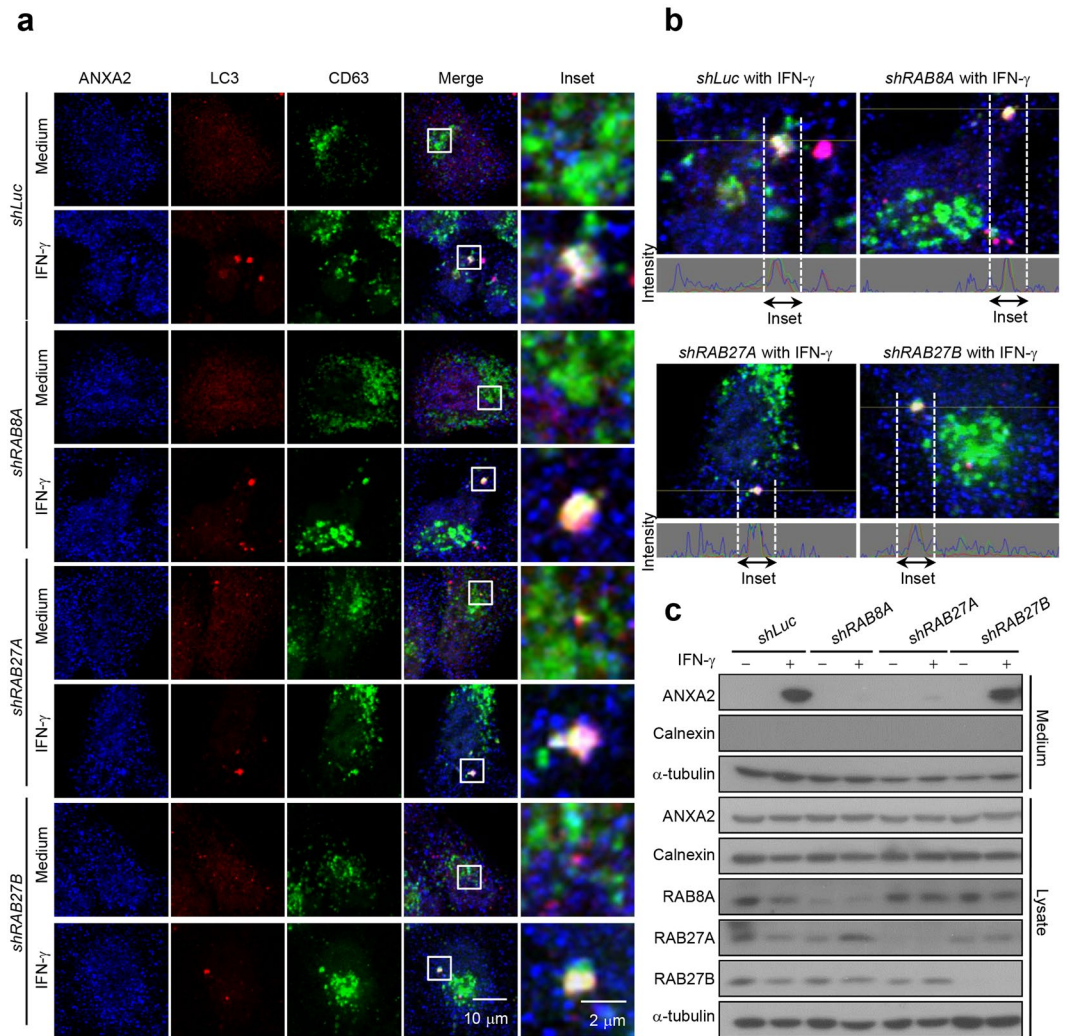 a
ANXA2 LC3 CD63 Merge Inset
shLuc
Medium
IFN-γ
shRAB8A
Medium
IFN-γ
shRAB27A
Medium
IFN-γ
shRAB27B
Medium
IFN-γ
10 μm
2 μm
b
shLuc with IFN-γ shRAB8A with IFN-γ
Intensity
Inset Inset
shRAB27A with IFN-γ shRAB27B with IFN-γ
Intensity
Inset Inset
c
shLuc shRAB8A shRAB27A shRAB27B
IFN-γ − + − + − + − +
ANXA2
Calnexin
α-tubulin
Medium
ANXA2
Calnexin
RAB8A
RAB27A
RAB27B
α-tubulin
Lysate